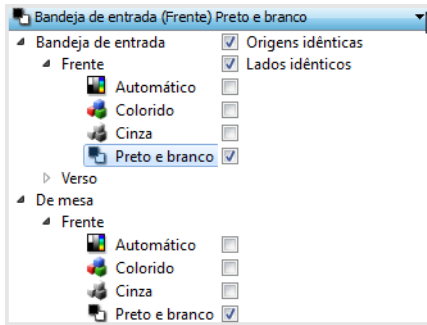 Bandeja de entrada (Frente) Preto e branco
Bandeja de entrada Origens idênticas
Frente Lados idênticos
Automático
Colorido
Cinza
Preto e branco
Verso
De mesa
Frente
Automático
Colorido
Cinza
Preto e branco